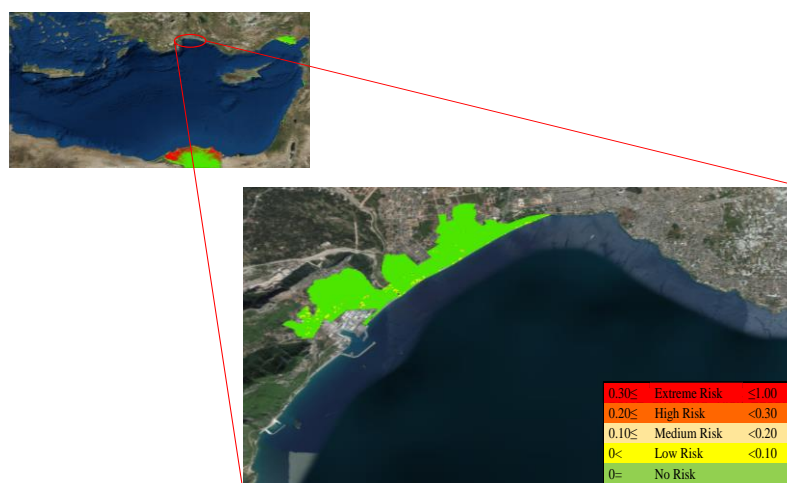 0.30≤ Extreme Risk ≤1.00
0.20≤ High Risk <0.30
0.10≤ Medium Risk <0.20
0< Low Risk <0.10
0= No Risk